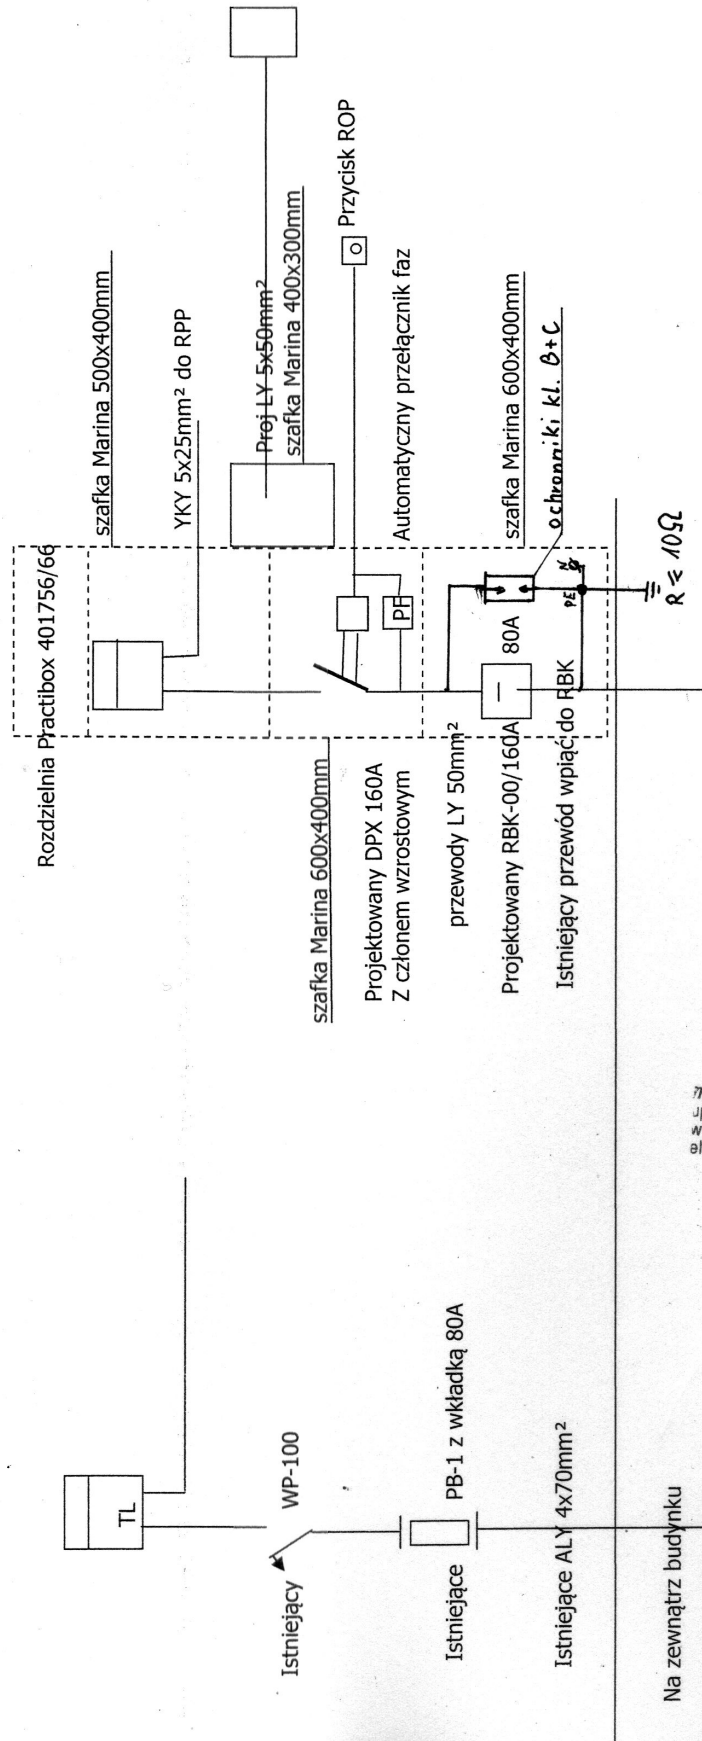 Rozdzielnia Practibox 401756/66
szafka Marina 500x400mm
YKY 5x25mm² do RPP
Proj LY 5x50mm²
szafka Marina 400x300mm
Przycisk ROP
Automatyczny przełącznik faz
szafka Marina 600x400mm
ochronniki kl. B+C
PF
80A
PE
N
R ≤ 10Ω
szafka Marina 600x400mm
Projektowany DPX 160A
Z członem wzrostowym
przewody LY 50mm²
Projektowany RBK-00/160A
Istniejący przewód wpiąć do RBK
TL
Istniejący
WP-100
Istniejące
PB-1 z wkładką 80A
Istniejące ALY 4x70mm²
Na zewnątrz budynku